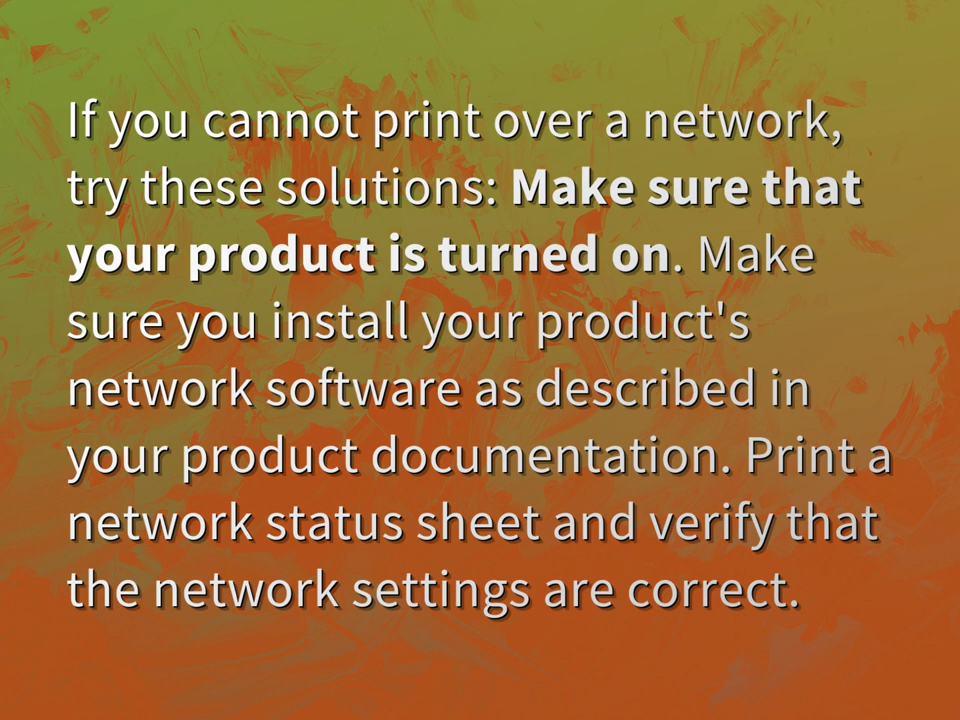 If you cannot print over a network,
try these solutions: Make sure that
your product is turned on. Make
sure you install your product's
network software as described in
your product documentation. Print a
network status sheet and verify that
the network settings are correct.